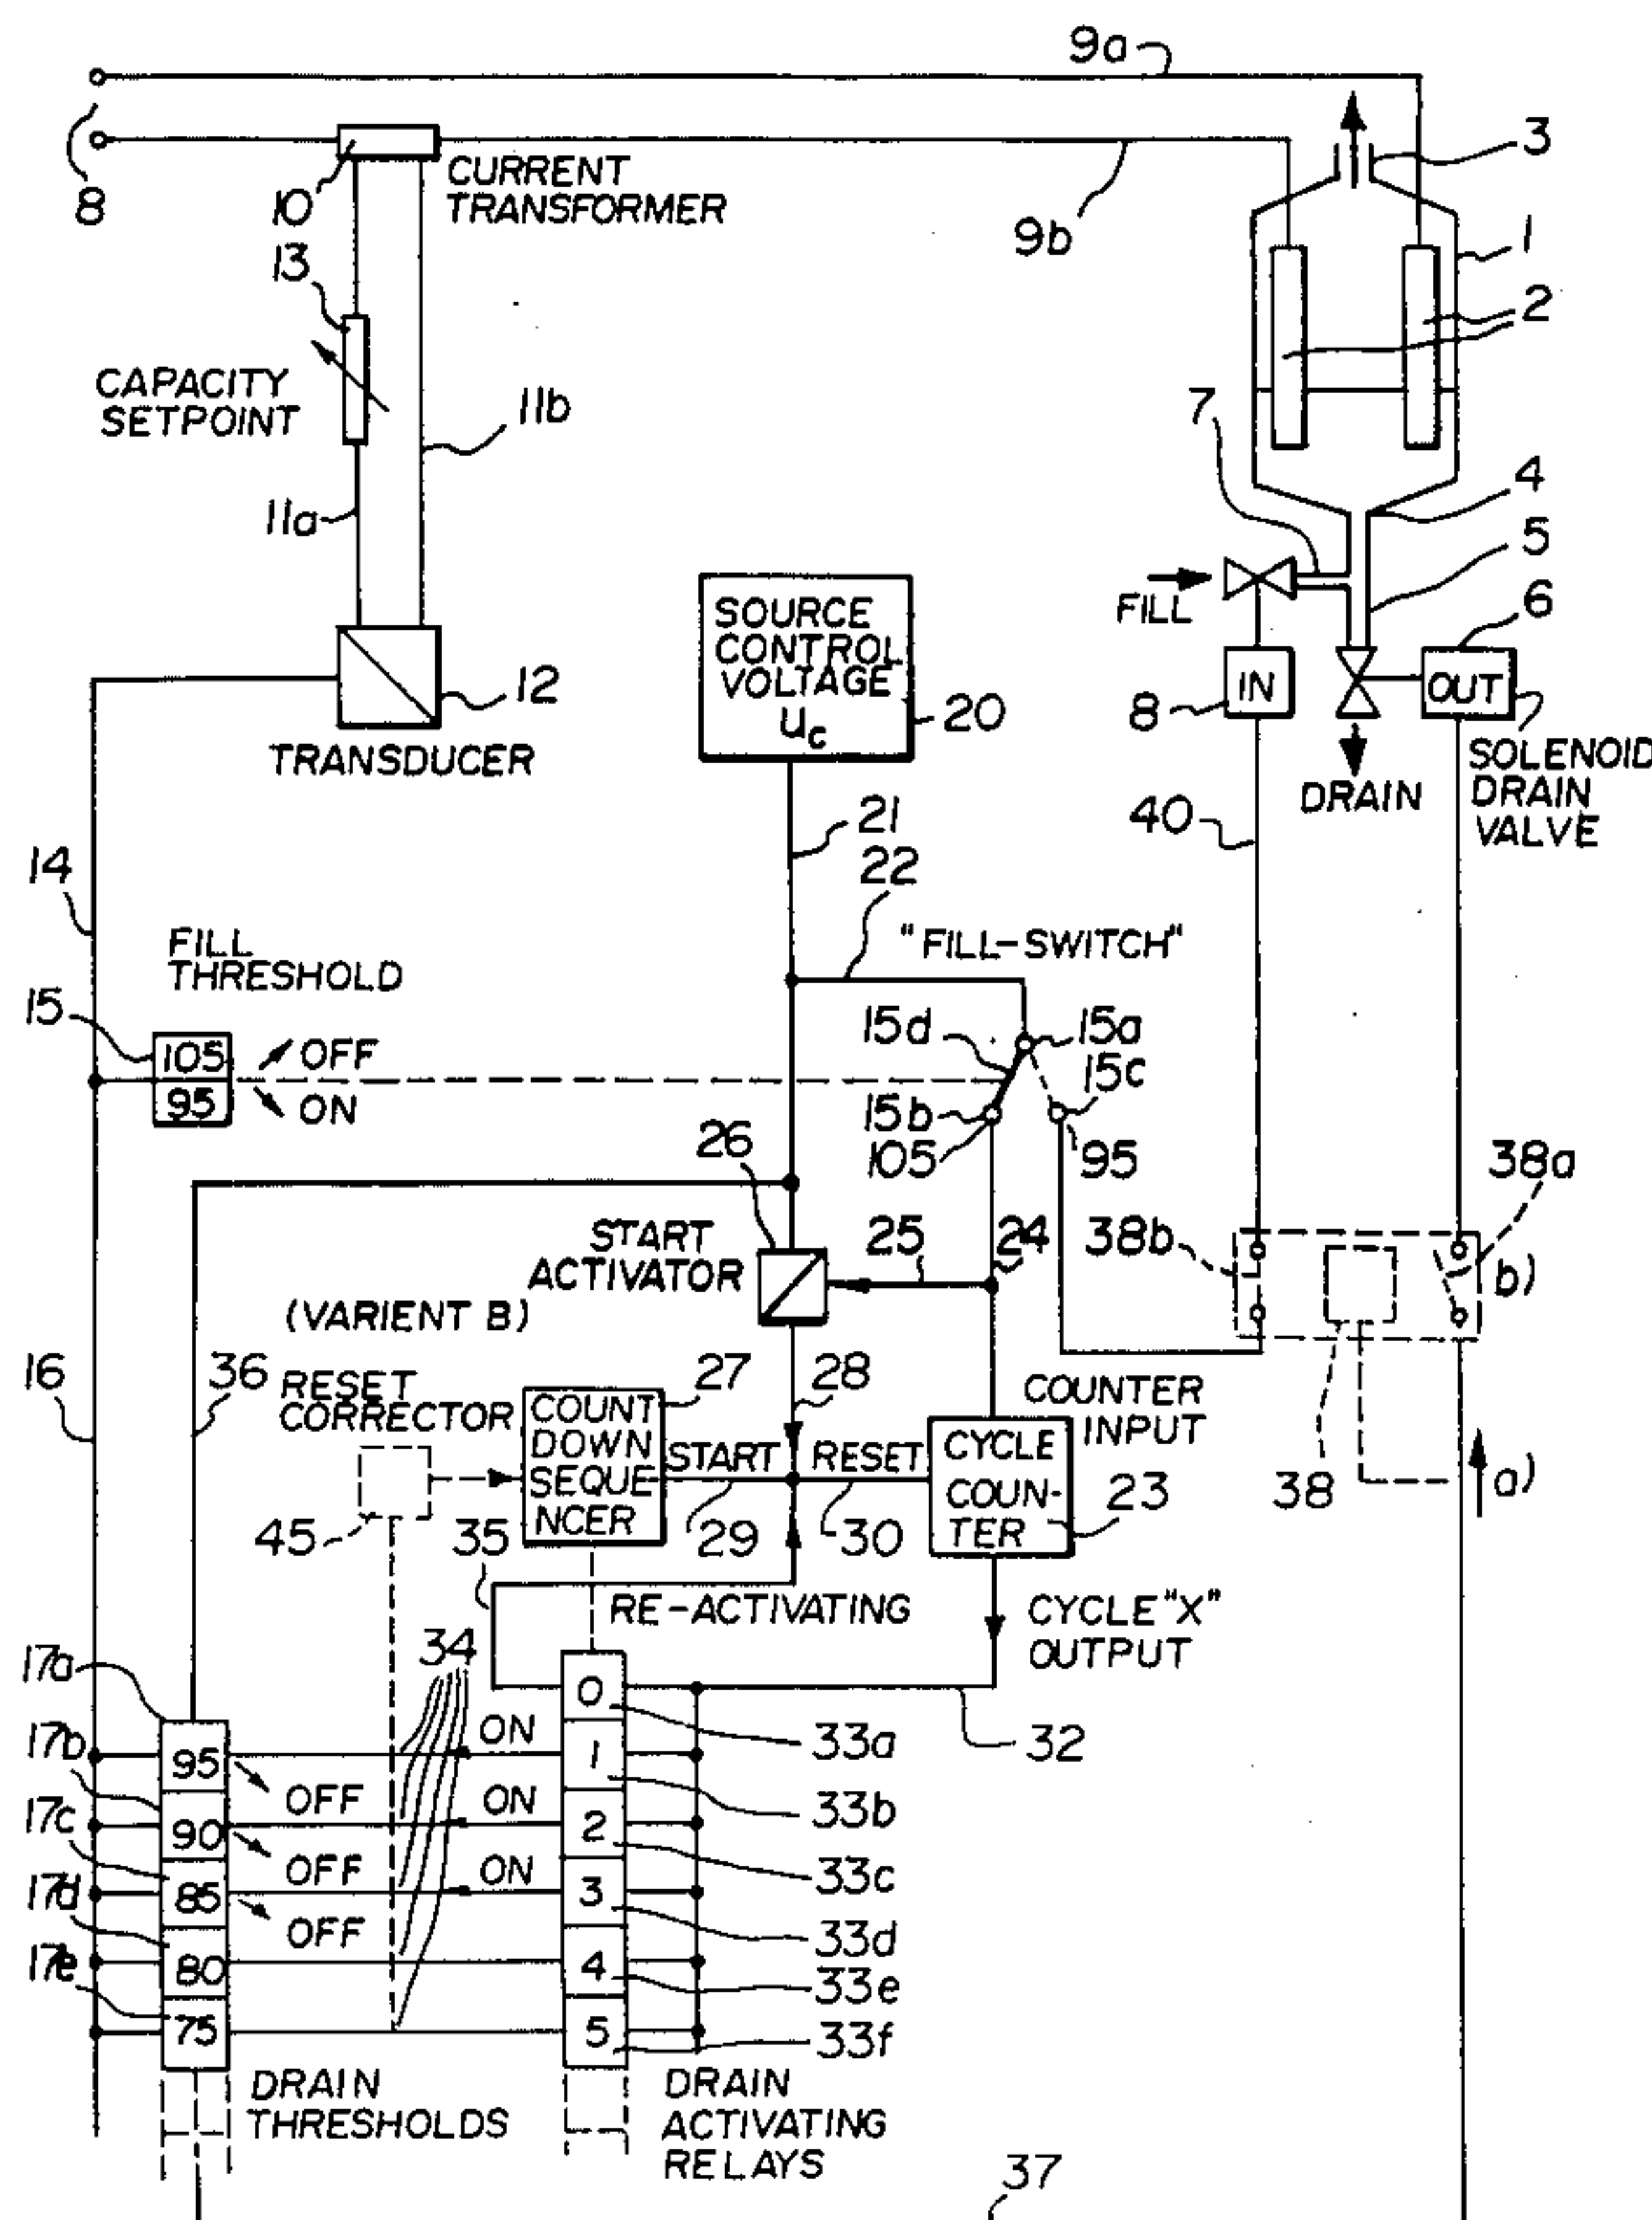 9a
3
8
10
CURRENT
TRANSFORMER
9b
1
13
2
CAPACITY
SETPOINT
11b
7
11a
4
5
FILL
6
SOURCE
CONTROL
VOLTAGE
Uc
20
12
TRANSDUCER
8
IN
OUT
SOLENOID
DRAIN
VALVE
DRAIN
40
21
22
14
FILL
THRESHOLD
"FILL-SWITCH"
15
105
OFF
95
ON
15d
15a
15c
15b
105
95
26
38a
START
ACTIVATOR
25
24
38b
b)
(VARIENT B)
16
36
RESET
CORRECTOR
27
28
COUNT
DOWN
SEQUE
NCER
START
RESET
COUNTER
INPUT
CYCLE
COUN-
TER
23
38
a)
45
35
29
30
RE-ACTIVATING
CYCLE "X"
OUTPUT
34
17a
0
ON
33a
32
17b
95
1
OFF
ON
33b
17c
90
2
OFF
ON
33c
17d
85
3
OFF
33d
17e
80
4
33e
75
5
33f
DRAIN
THRESHOLDS
DRAIN
ACTIVATING
RELAYS
37